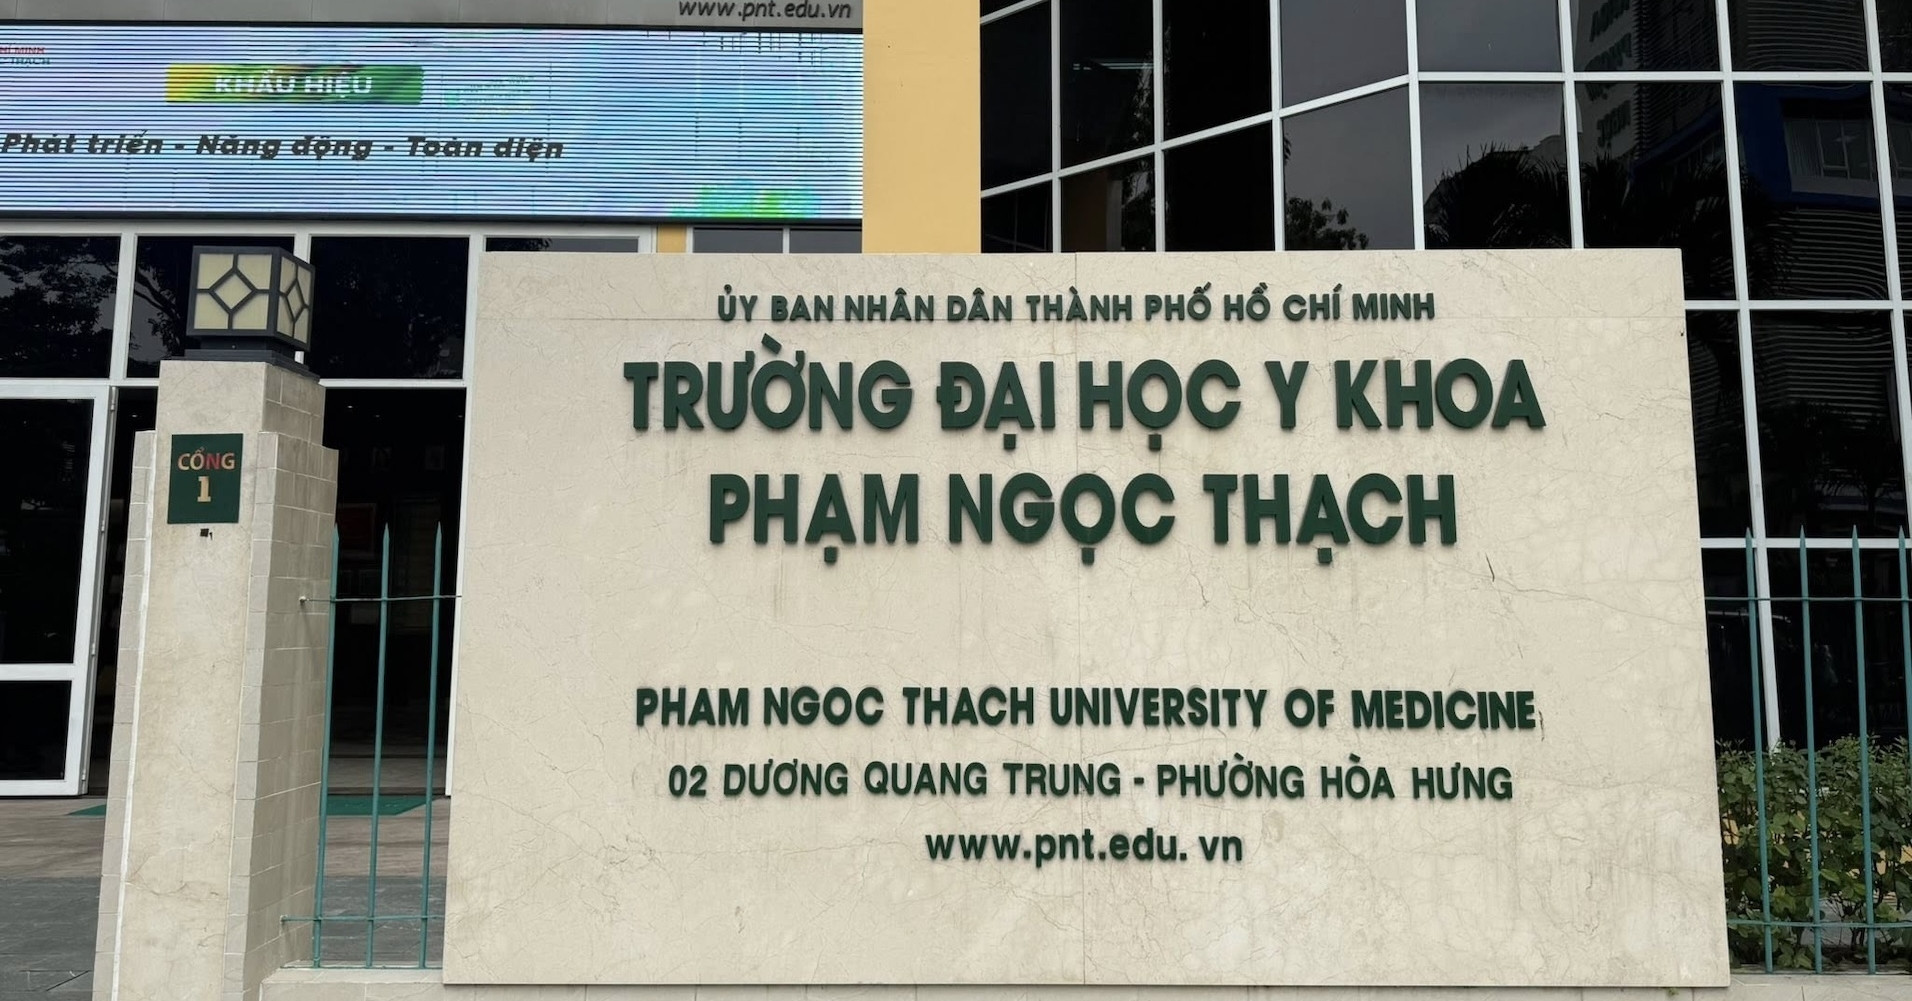 www.pnt.edu.vn
KHẨU HIỆU
Phát triển - Năng động - Toàn diện
CỔNG
1
ỦY BAN NHÂN DÂN THÀNH PHỐ HỒ CHÍ MINH
TRƯỜNG ĐẠI HỌC Y KHOA
PHẠM NGỌC THẠCH
PHAM NGOC THACH UNIVERSITY OF MEDICINE
02 DƯƠNG QUANG TRUNG - PHƯỜNG HÒA HƯNG
www.pnt.edu. vn